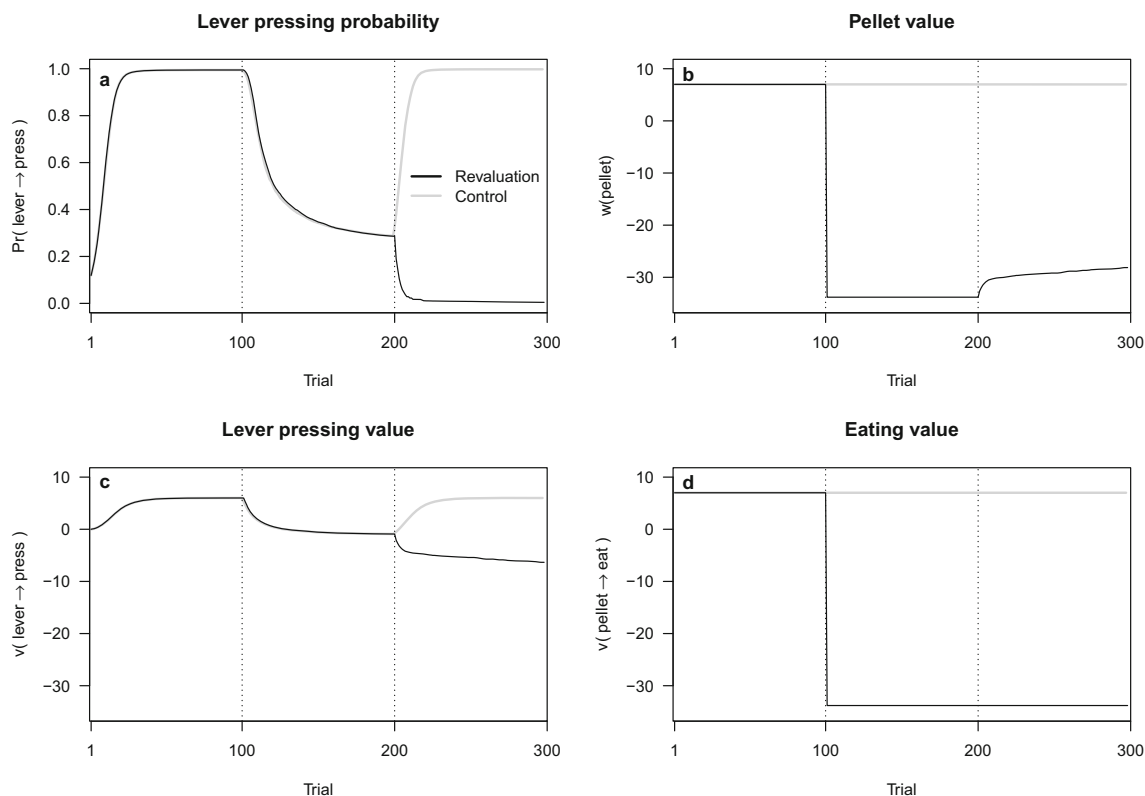 Lever pressing probability
a
1.0
0.8
0.6
0.4
0.2
0.0
Pr( lever → press )
Revaluation
Control
1
100
200
300
Trial
Pellet value
b
10
0
−10
−20
−30
w(pellet)
1
100
200
300
Trial
Lever pressing value
c
10
0
−10
−20
−30
v( lever → press )
1
100
200
300
Trial
Eating value
d
10
0
−10
−20
−30
v( pellet → eat )
1
100
200
300
Trial